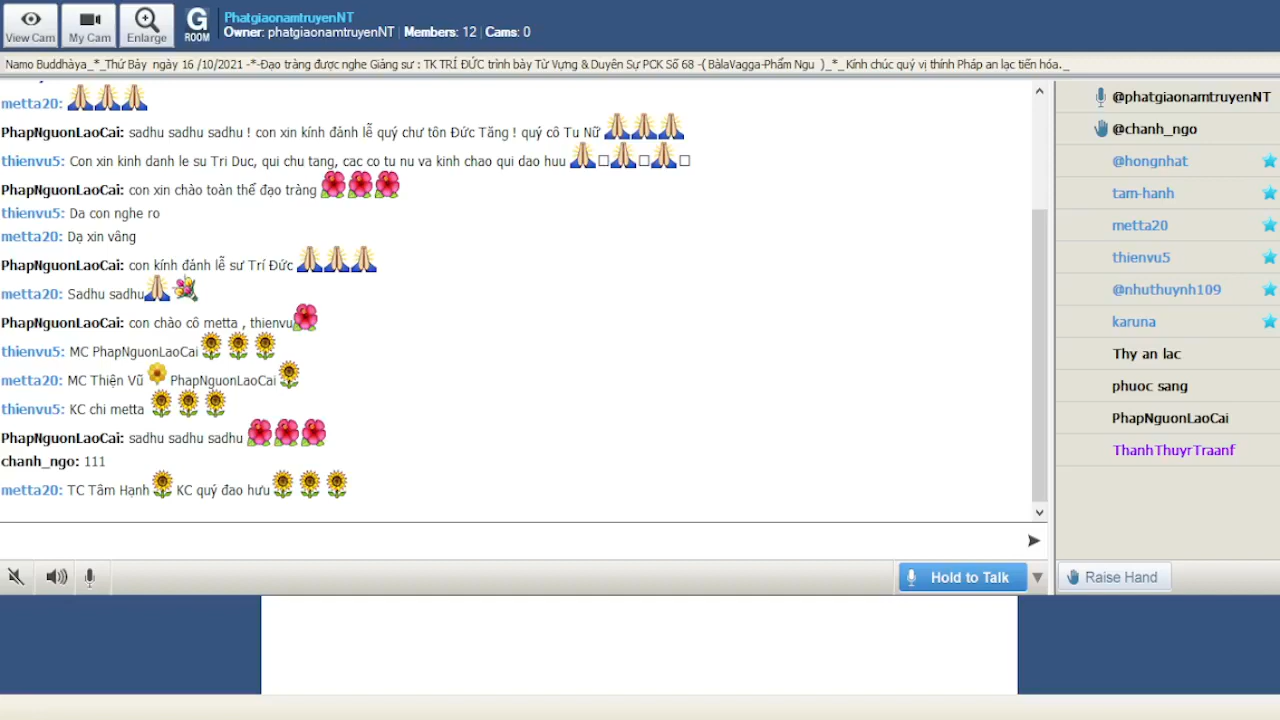 View Cam
My Cam
Enlarge
G
ROOM
PhatgiaonamtruyenNT
Owner: phatgiaonamtruyenNT | Members: 12 | Cams: 0
Namo Buddhàya_*_Thứ Bảy ngày 16 /10/2021 -*-Đạo tràng được nghe Giảng sư : TK TRÍ ĐỨC trình bày Từ Vựng & Duyên Sự PCK Số 68 -( BàlaVagga-Phẩm Ngu )_*_ Kính chúc quý vị thính Pháp an lạc tiến hóa._
metta20:
PhapNguonLaoCai: sadhu sadhu sadhu ! con xin kính đảnh lễ quý chư tôn Đức Tăng ! quý cô Tu Nữ
thienvu5: Con xin kinh danh le su Tri Duc, qui chu tang, cac co tu nu va kinh chao qui dao huu
PhapNguonLaoCai: con xin chào toàn thể đạo tràng
thienvu5: Da con nghe ro
metta20: Dạ xin vâng
PhapNguonLaoCai: con kính đảnh lễ sư Trí Đức
metta20: Sadhu sadhu
PhapNguonLaoCai: con chào cô metta , thienvu
thienvu5: MC PhapNguonLaoCai
metta20: MC Thiện Vũ PhapNguonLaoCai
thienvu5: KC chi metta
PhapNguonLaoCai: sadhu sadhu sadhu
chanh_ngo: 111
metta20: TC Tâm Hạnh KC quý đao hưu
Hold to Talk
@phatgiaonamtruyenNT
@chanh_ngo
@hongnhat
tam-hanh
metta20
thienvu5
@nhuthuynh109
karuna
Thy an lac
phuoc sang
PhapNguonLaoCai
ThanhThuyrTraanf
Raise Hand